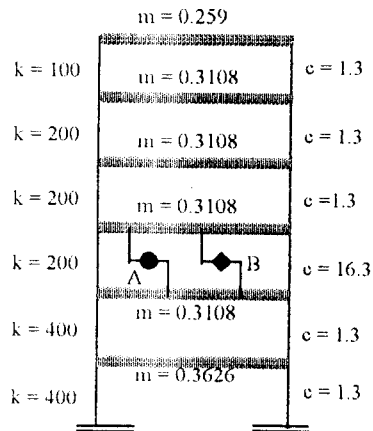 m = 0.259
k = 100
m = 0.3108
c = 1.3
k = 200
m = 0.3108
c = 1.3
k = 200
m = 0.3108
c =1.3
k = 200
A
B
c = 16.3
m = 0.3108
k = 400
c = 1.3
m = 0.3626
k = 400
c = 1.3